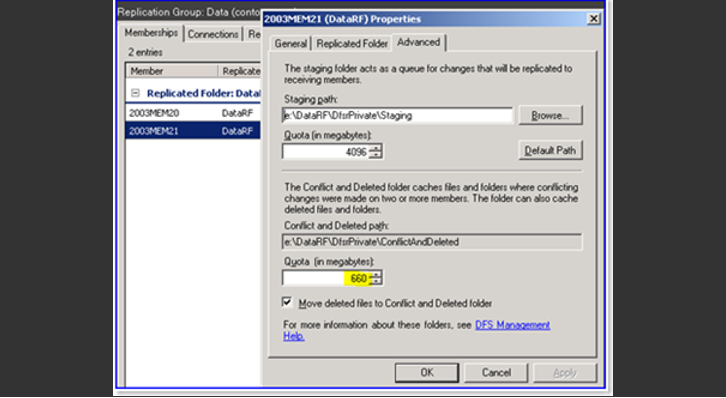 Replication Group: Data (conto
Memberships
Connections
Re
2 entries
Member
Replicate
Replicated Folder: Data
2003MEM20
DataRF
2003MEM21
DataRF
2003MEM21 (DataRF) Properties
General
Replicated Folder
Advanced
The staging folder acts as a queue for changes that will be replicated to
receiving members.
Staging path:
e:\DataRF\DfsrPrivate\Staging
Browse...
Quota (in megabytes):
4096
Default Path
The Conflict and Deleted folder caches files and folders where conflicting
changes were made on two or more members. The folder can also cache
deleted files and folders.
Conflict and Deleted path:
e:\DataRF\DfsrPrivate\ConflictAndDeleted
Quota (in megabytes):
660
Move deleted files to Conflict and Deleted folder
For more information about these folders, see DFS Management
Help.
OK
Cancel
Apply